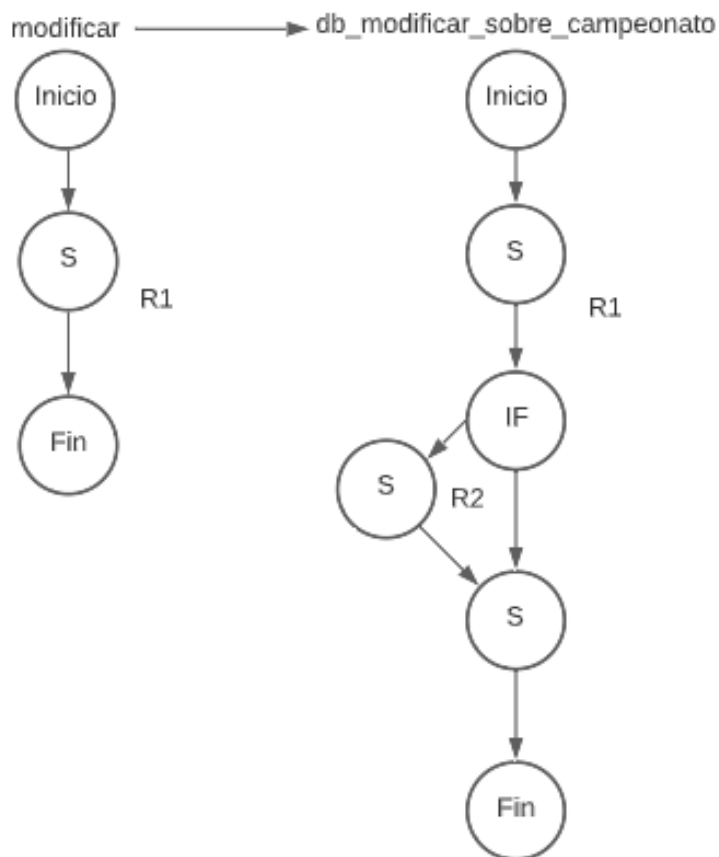 modificar
db_modificar_sobre_campeonato
Inicio
Inicio
S
S
R1
R1
IF
Fin
S
R2
S
Fin